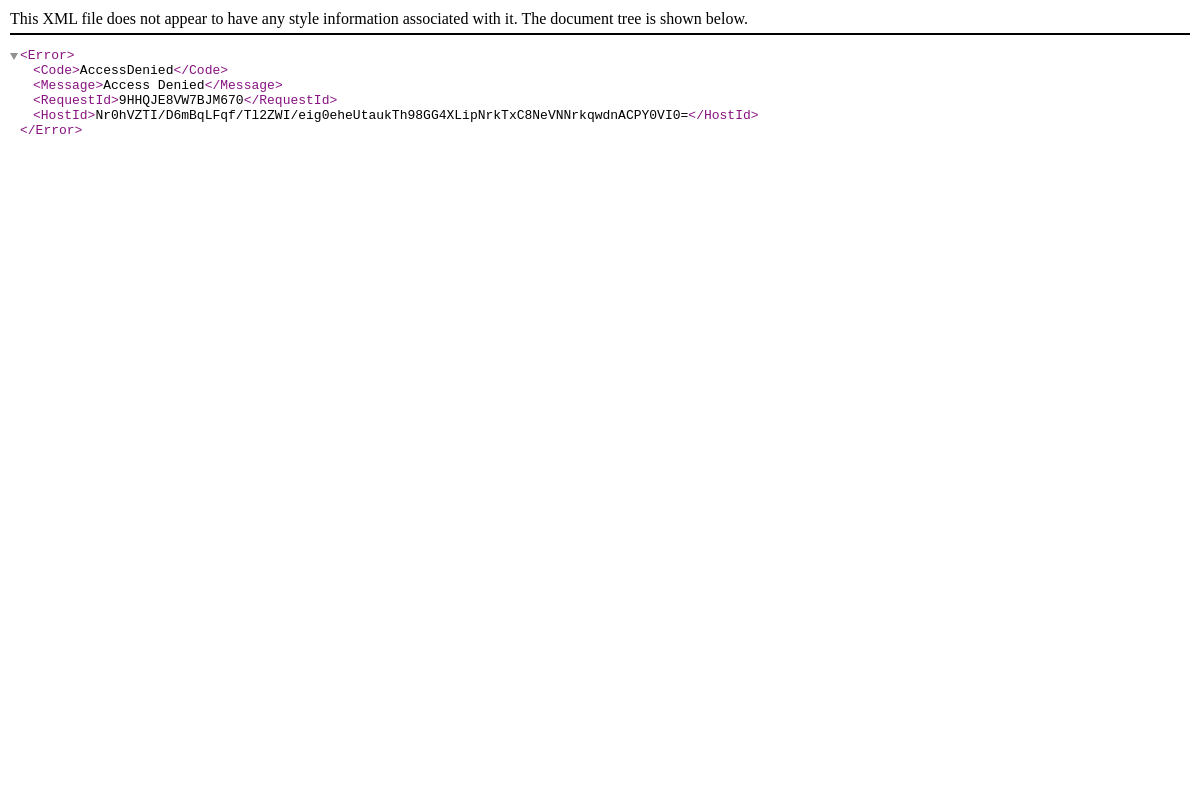 This XML file does not appear to have any style information associated with it. The document tree is shown below.
<Error>
<Code>AccessDenied</Code>
<Message>Access Denied</Message>
<RequestId>9HHQJE8VW7BJM670</RequestId>
<HostId>Nr0hVZTI/D6mBqLFqf/Tl2ZWI/eig0eheUtaukTh98GG4XLipNrkTxC8NeVNNrkqwdnACPY0VI0=</HostId>
</Error>